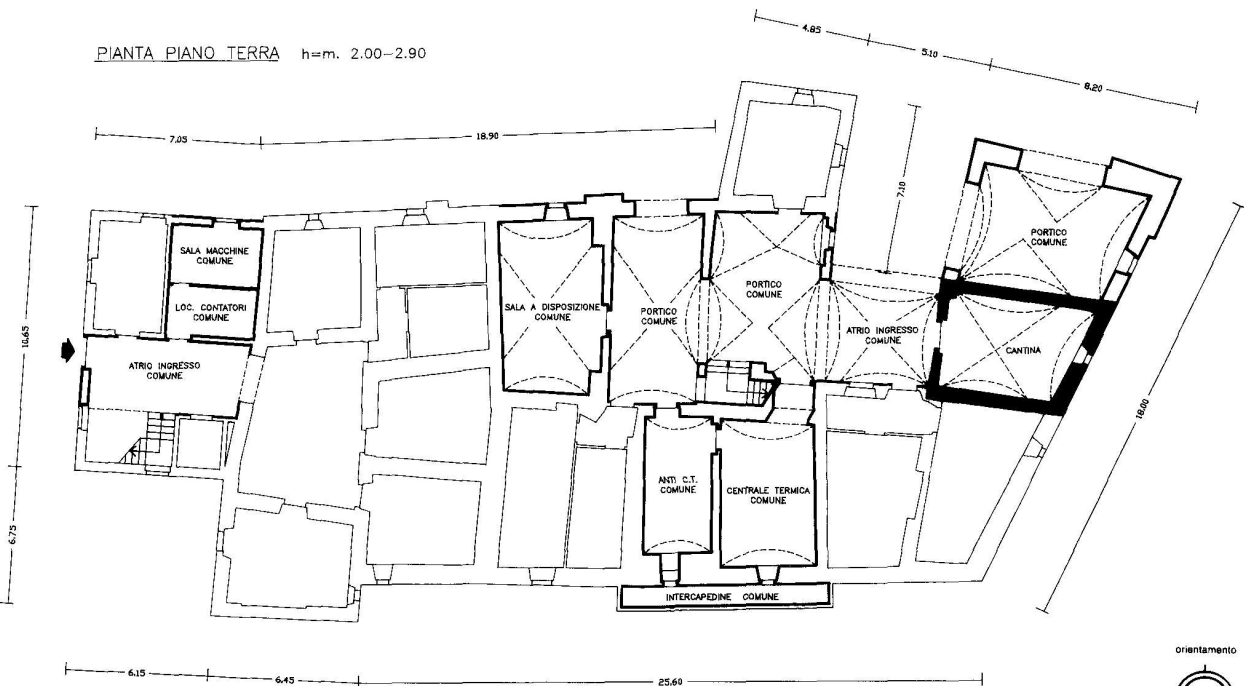 PIANTA PIANO TERRA h=m. 2.00-2.90
4.85
5.10
8.20
7.05
18.90
7.10
10.65
6.75
18.00
SALA MACCHINE
COMUNE
LOC. CONTATORI
COMUNE
ATRIO INGRESSO
COMUNE
SALA A DISPOSIZIONE
COMUNE
PORTICO
COMUNE
PORTICO
COMUNE
ATRIO INGRESSO
COMUNE
PORTICO
COMUNE
CANTINA
ANTI C.T.
COMUNE
CENTRALE TERMICA
COMUNE
INTERCAPEDINE COMUNE
6.15
6.45
25.60
orientamento